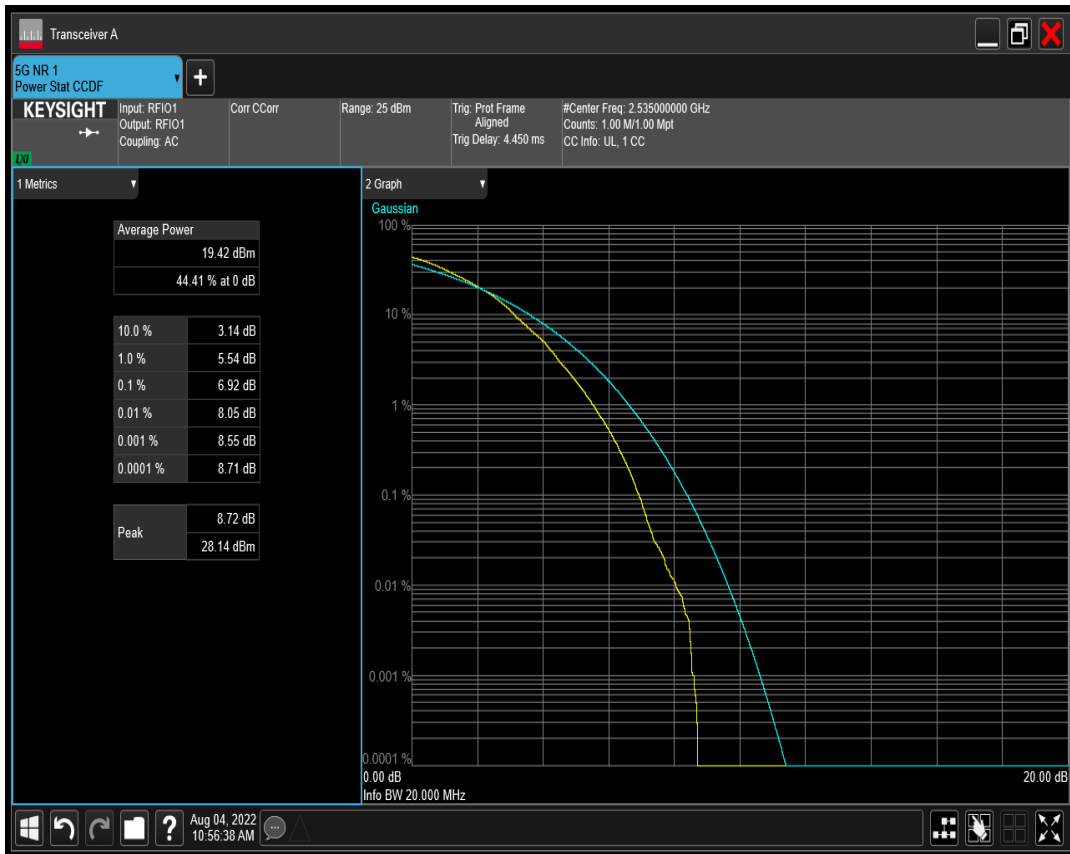 Transceiver A
5G NR 1
Power Stat CCDF
+
KEYSIGHT
LXI
Input: RFIO1
Output: RFIO1
Coupling: AC
Corr CCorr
Range: 25 dBm
Trig: Prot Frame
Aligned
Trig Delay: 4.450 ms
#Center Freq: 2.535000000 GHz
Counts: 1.00 M/1.00 Mpt
CC Info: UL, 1 CC
1 Metrics
Average Power
19.42 dBm
44.41 % at 0 dB
10.0 % 3.14 dB
1.0 % 5.54 dB
0.1 % 6.92 dB
0.01 % 8.05 dB
0.001 % 8.55 dB
0.0001 % 8.71 dB
Peak
8.72 dB
28.14 dBm
2 Graph
Gaussian
100 %
10 %
1 %
0.1 %
0.01 %
0.001 %
0.0001 %
0.00 dB 20.00 dB
Info BW 20.000 MHz
?
Aug 04, 2022
10:56:38 AM